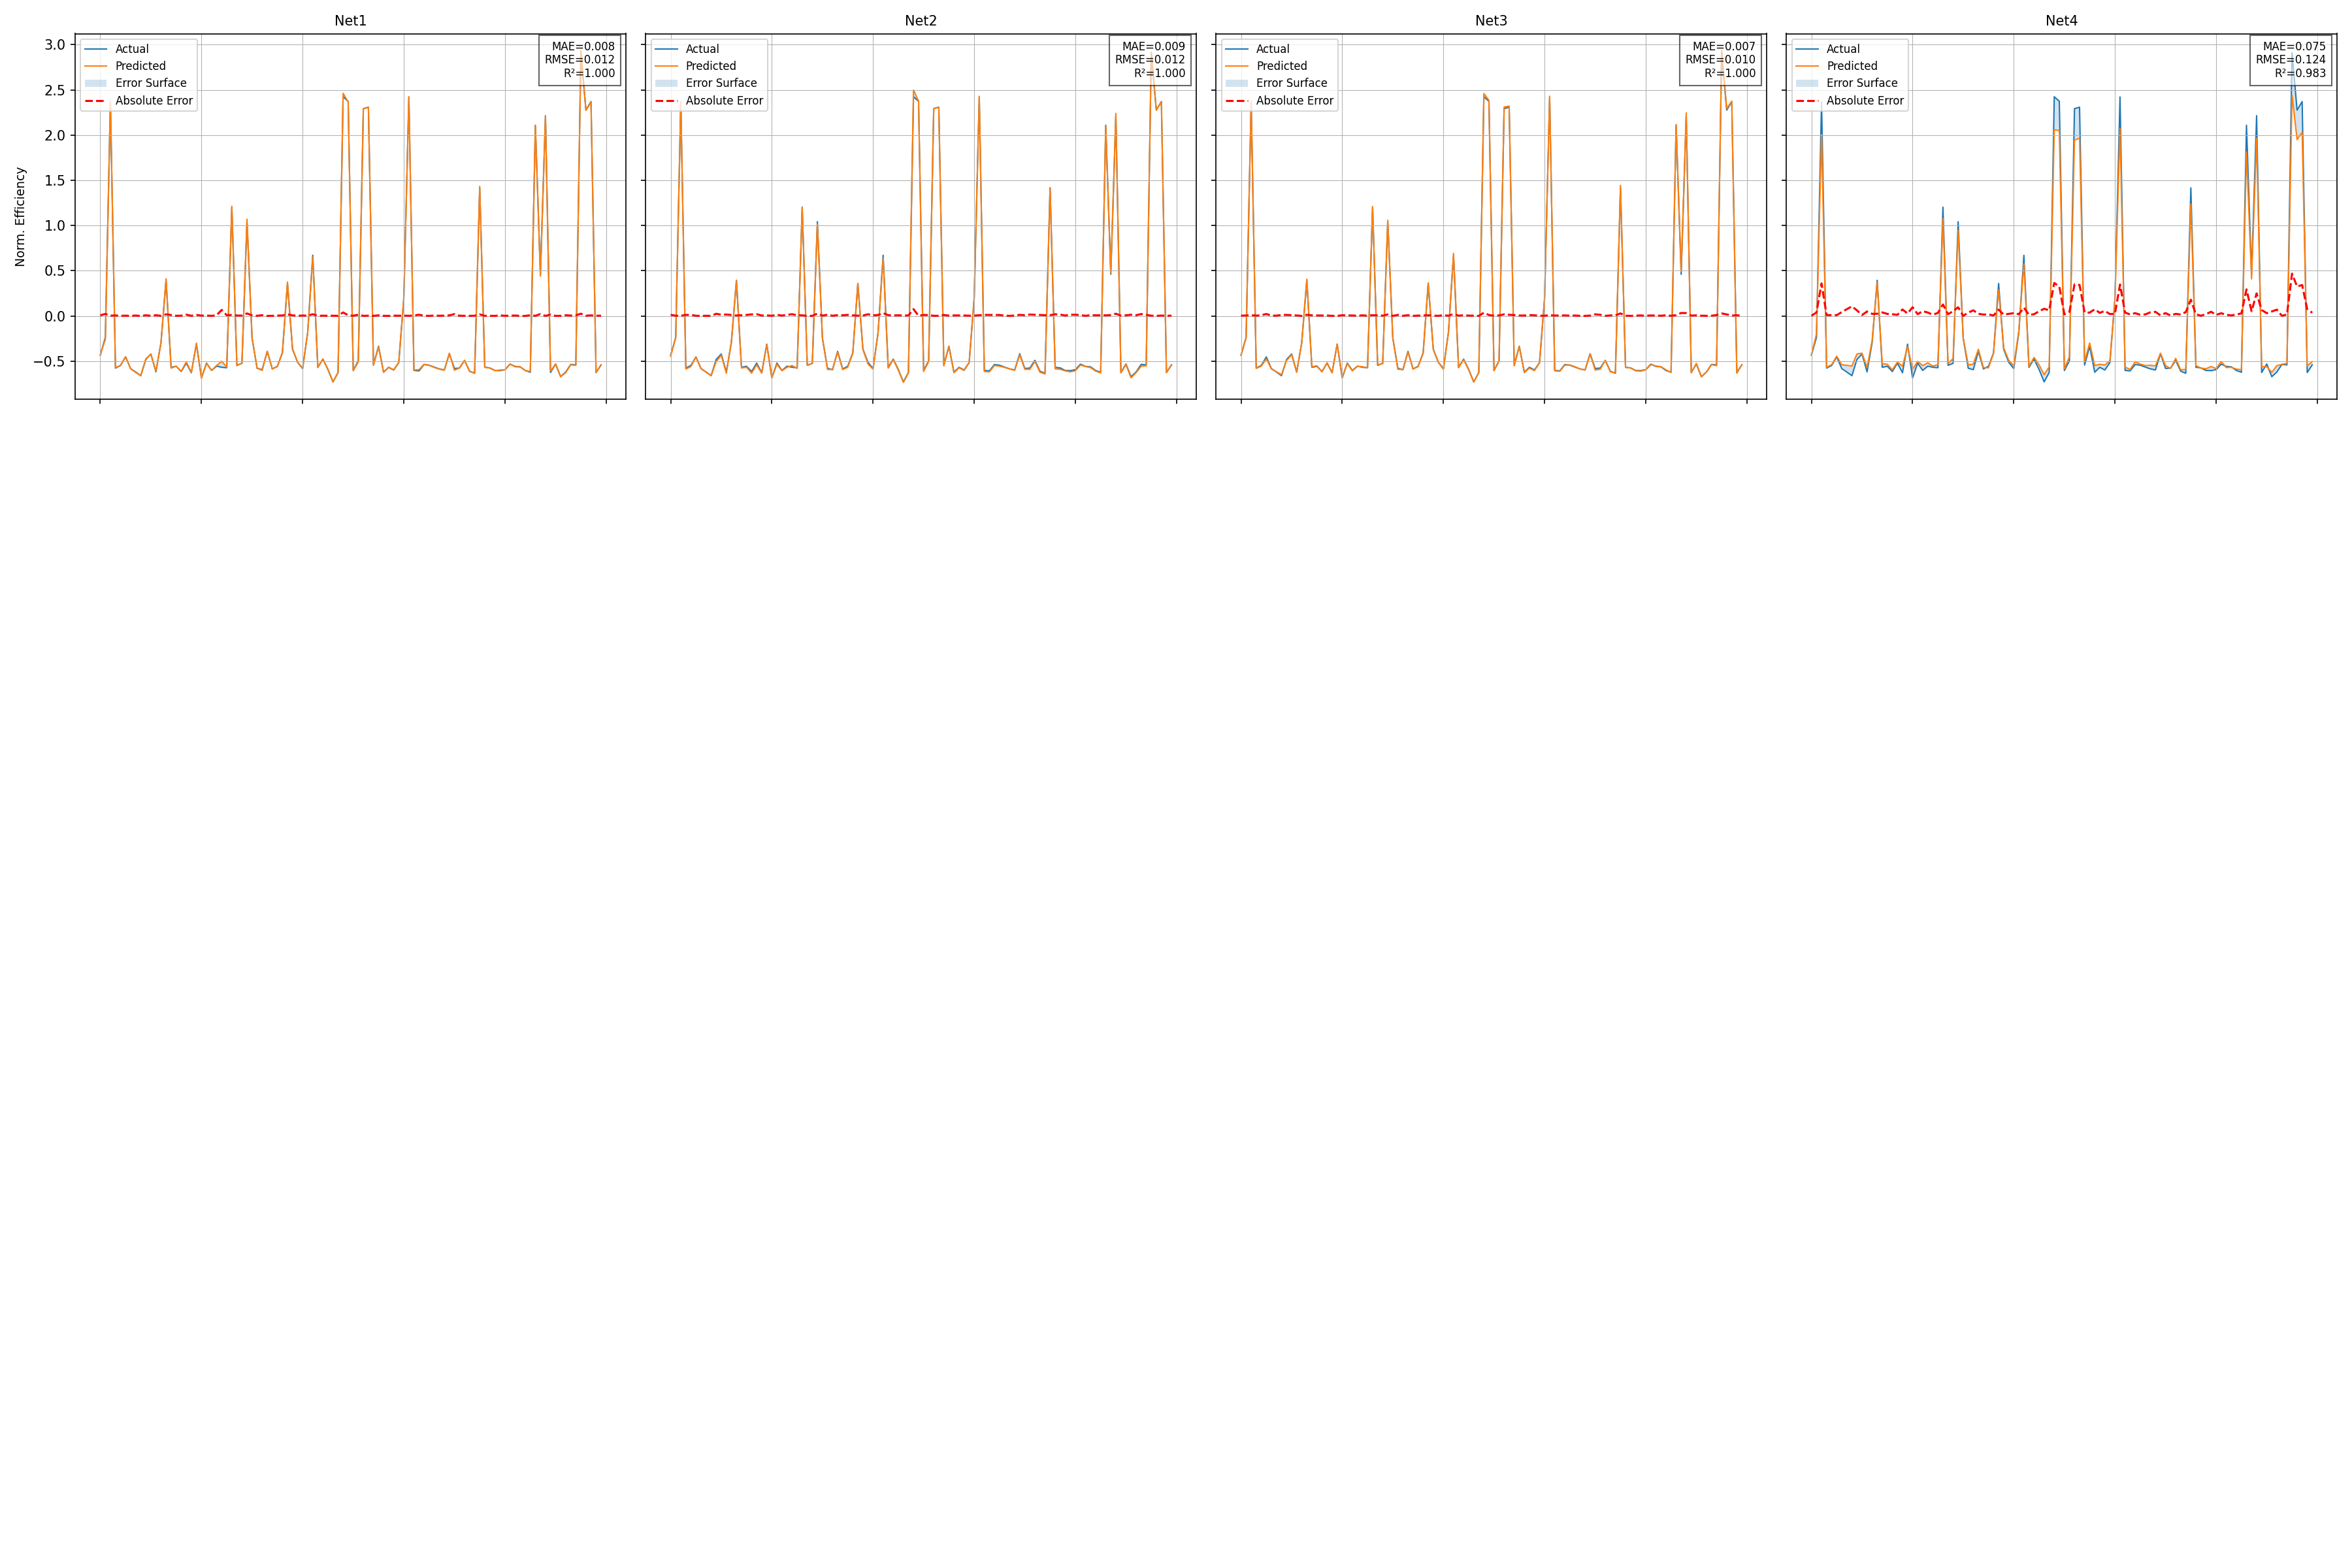 Net1
Net2
Net3
Net4
Norm. Efficiency
3.0
2.5
2.0
1.5
1.0
0.5
0.0
−0.5
Actual
Predicted
Error Surface
Absolute Error
MAE=0.008
RMSE=0.012
R²=1.000
Actual
Predicted
Error Surface
Absolute Error
MAE=0.009
RMSE=0.012
R²=1.000
Actual
Predicted
Error Surface
Absolute Error
MAE=0.007
RMSE=0.010
R²=1.000
Actual
Predicted
Error Surface
Absolute Error
MAE=0.075
RMSE=0.124
R²=0.983